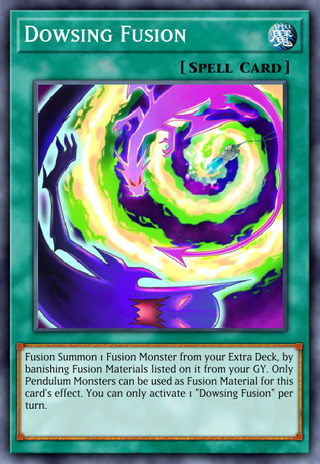 Dowsing Fusion
[Spell Card]
Fusion Summon 1 Fusion Monster from your Extra Deck, by
banishing Fusion Materials listed on it from your GY. Only
Pendulum Monsters can be used as Fusion Material for this
card's effect. You can only activate 1 "Dowsing Fusion" per
turn.